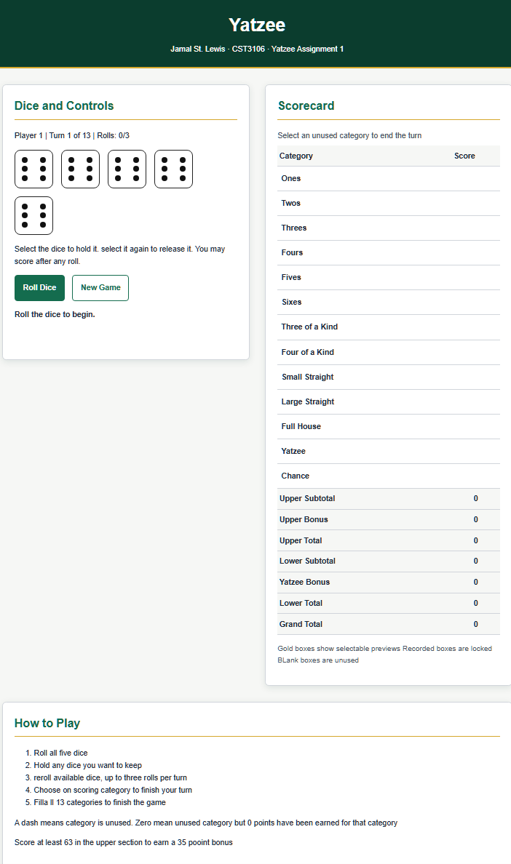 Yatzee
Jamal St. Lewis · CST3106 · Yatzee Assignment 1
Dice and Controls
Player 1 | Turn 1 of 13 | Rolls: 0/3
Select the dice to hold it. select it again to release it. You may
score after any roll.
Roll Dice New Game
Roll the dice to begin.
Scorecard
Select an unused category to end the turn
Category Score
Ones
Twos
Threes
Fours
Fives
Sixes
Three of a Kind
Four of a Kind
Small Straight
Large Straight
Full House
Yatzee
Chance
Upper Subtotal 0
Upper Bonus 0
Upper Total 0
Lower Subtotal 0
Yatzee Bonus 0
Lower Total 0
Grand Total 0
Gold boxes show selectable previews Recorded boxes are locked
BLank boxes are unused
How to Play
1. Roll all five dice
2. Hold any dice you want to keep
3. reroll available dice, up to three rolls per turn
4. Choose on scoring category to finish your turn
5. Filla ll 13 categories to finish the game
A dash means category is unused. Zero mean unused category but 0 points have been earned for that category
Score at least 63 in the upper section to earn a 35 pooint bonus